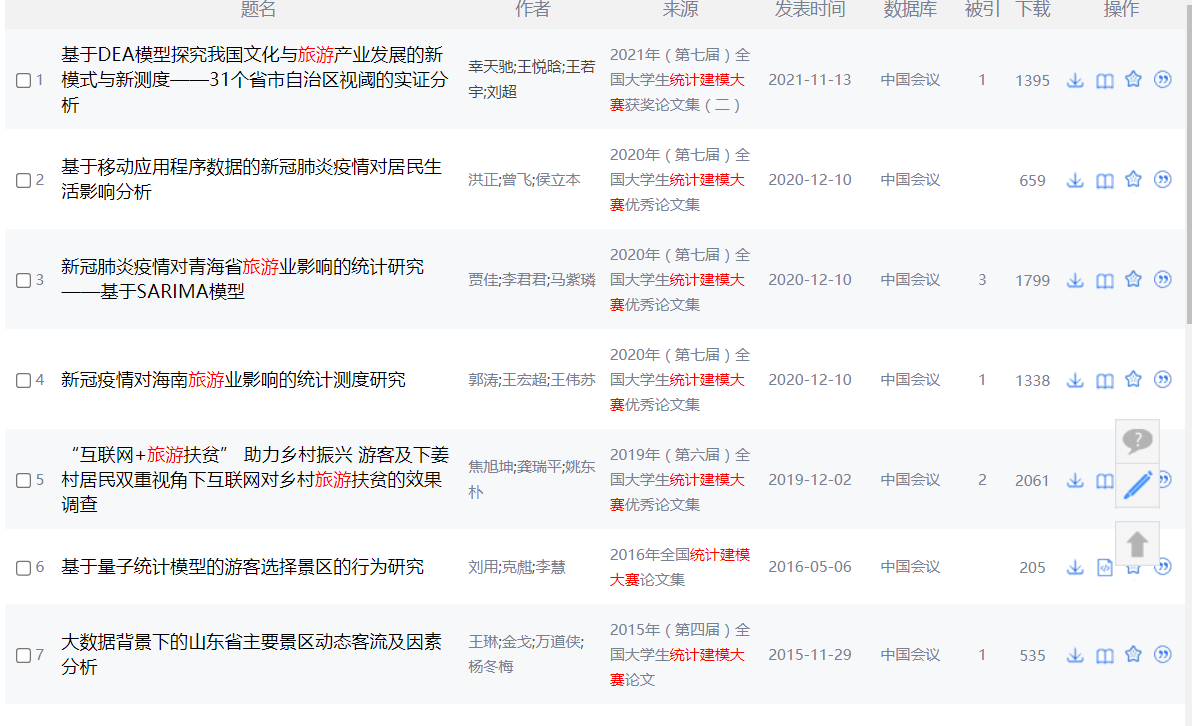 题名 作者 来源 发表时间 数据库 被引 下载 操作
1 基于DEA模型探究我国文化与旅游产业发展的新
模式与新测度——31个省市自治区视阈的实证分
析
幸天驰;王悦晗;王若
宇;刘超
2021年（第七届）全
国大学生统计建模大
赛获奖论文集（二）
2021-11-13 中国会议 1 1395
2 基于移动应用程序数据的新冠肺炎疫情对居民生
活影响分析
洪正;曾飞;侯立本
2020年（第七届）全
国大学生统计建模大
赛优秀论文集
2020-12-10 中国会议 659
3 新冠肺炎疫情对青海省旅游业影响的统计研究
——基于SARIMA模型
贾佳;李君君;马紫璘
2020年（第七届）全
国大学生统计建模大
赛优秀论文集
2020-12-10 中国会议 3 1799
4 新冠疫情对海南旅游业影响的统计测度研究
郭涛;王宏超;王伟苏
2020年（第七届）全
国大学生统计建模大
赛优秀论文集
2020-12-10 中国会议 1 1338
5 “互联网+旅游扶贫” 助力乡村振兴 游客及下姜
村居民双重视角下互联网对乡村旅游扶贫的效果
调查
焦旭坤;龚瑞平;姚东
朴
2019年（第六届）全
国大学生统计建模大
赛优秀论文集
2019-12-02 中国会议 2 2061
6 基于量子统计模型的游客选择景区的行为研究
刘用;克彪;李慧
2016年全国统计建模
大赛论文集
2016-05-06 中国会议 205
7 大数据背景下的山东省主要景区动态客流及因素
分析
王琳;金戈;万道侠;
杨冬梅
2015年（第四届）全
国大学生统计建模大
赛论文
2015-11-29 中国会议 1 535